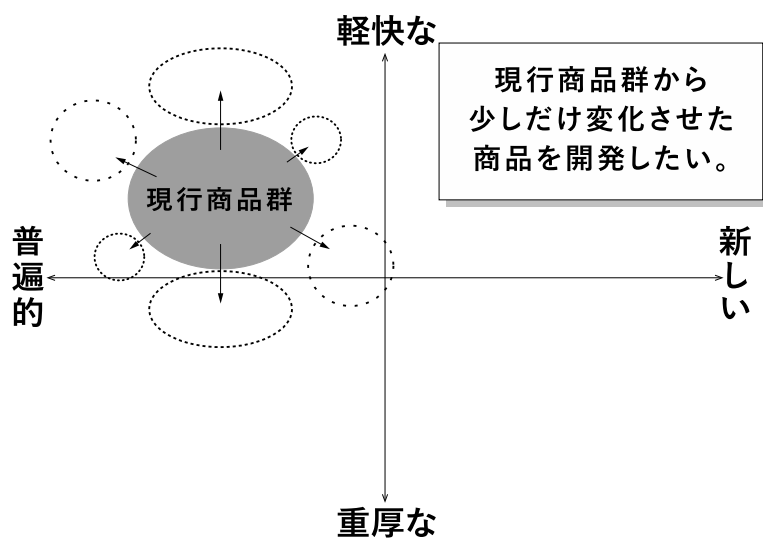 軽快な
現行商品群から
少しだけ変化させた
商品を開発したい。
現行商品群
普遍的
新しい
重厚な